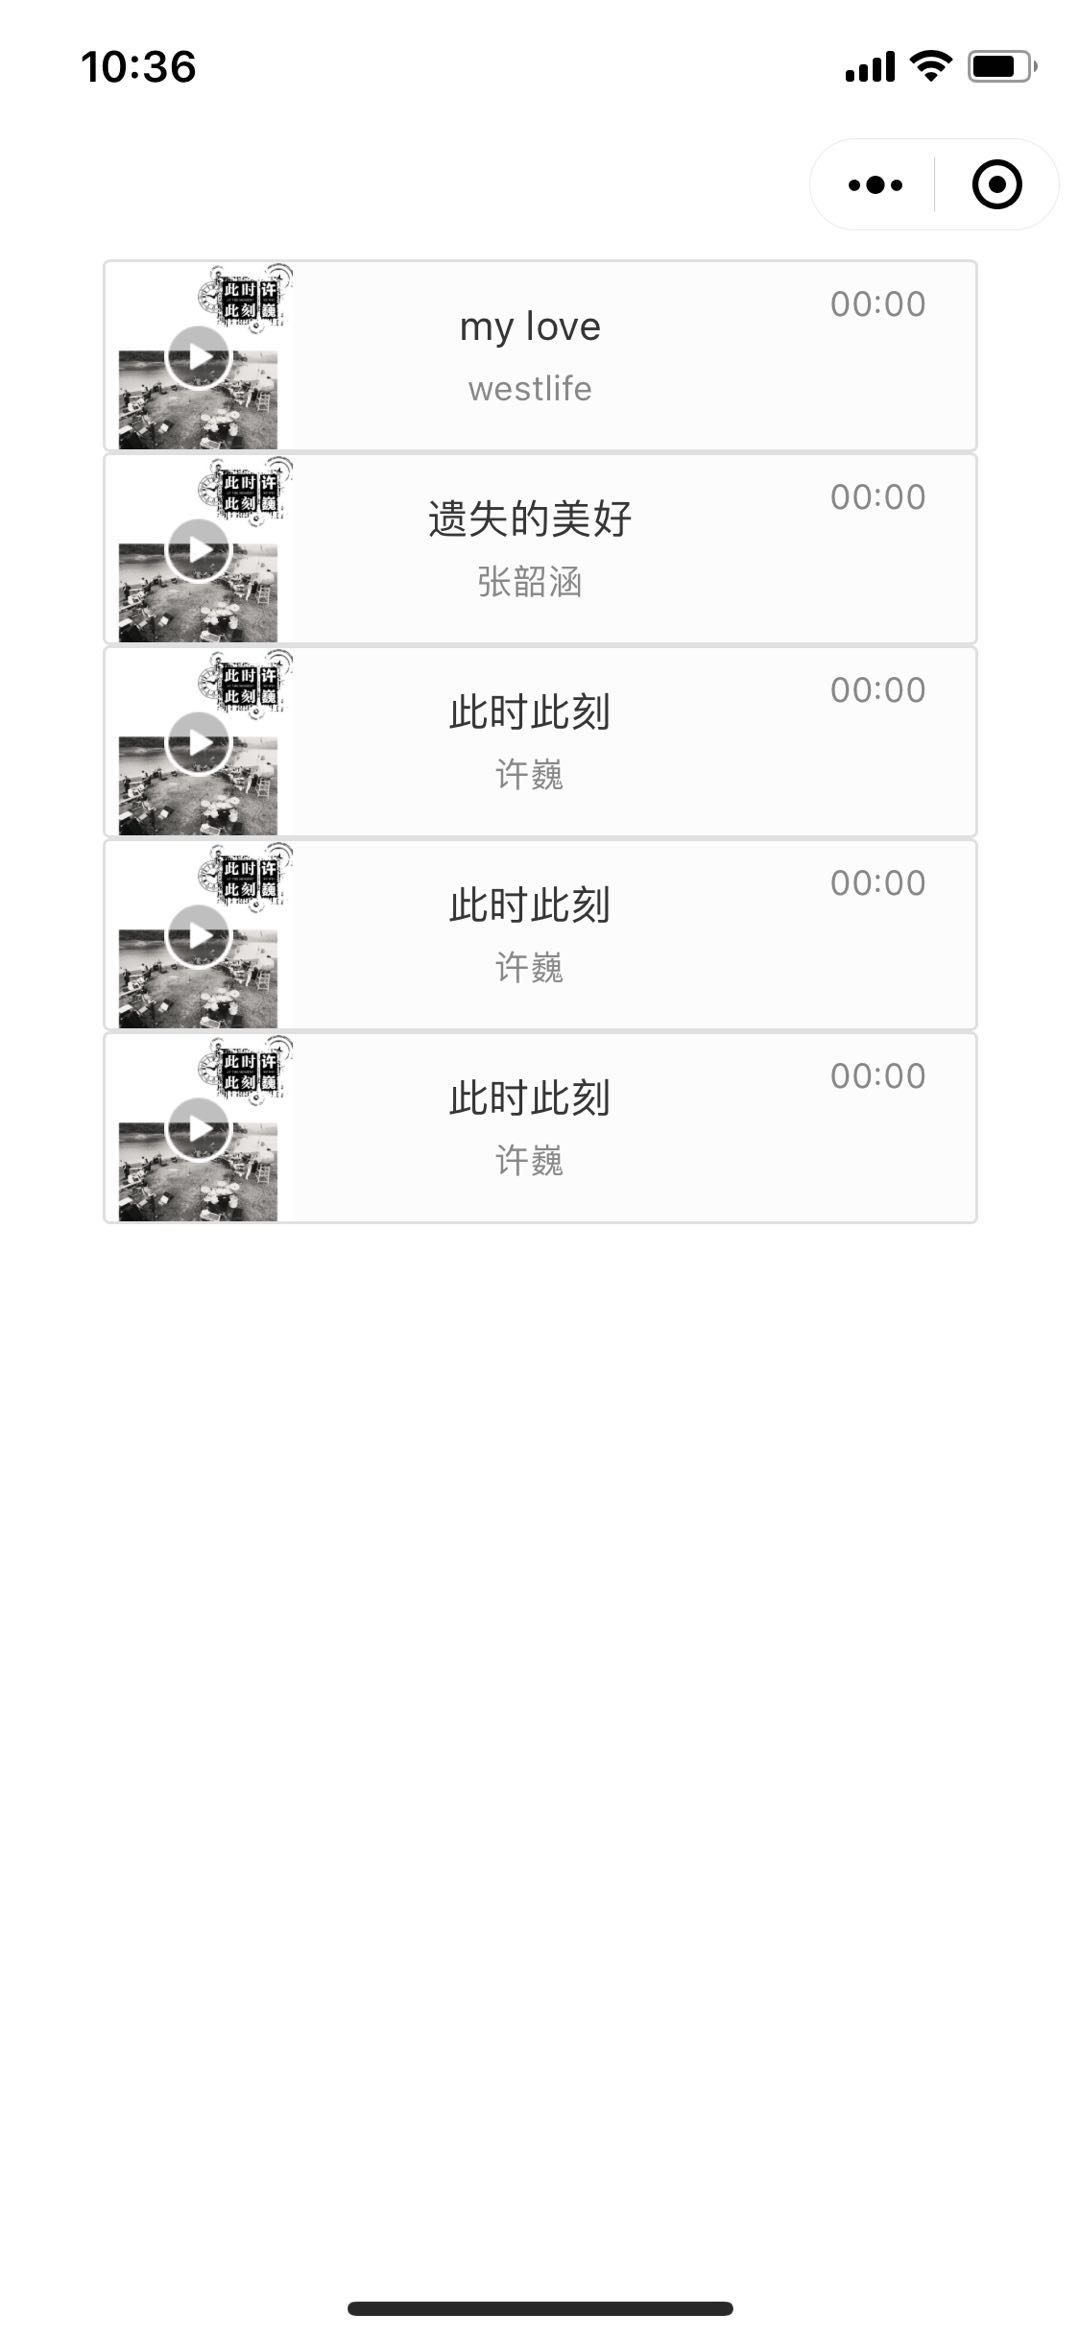 10:36
此时 许
此刻 巍
my love
00:00
westlife
此时 许
此刻 巍
遗失的美好
00:00
张韶涵
此时 许
此刻 巍
此时此刻
00:00
许巍
此时 许
此刻 巍
此时此刻
00:00
许巍
此时 许
此刻 巍
此时此刻
00:00
许巍